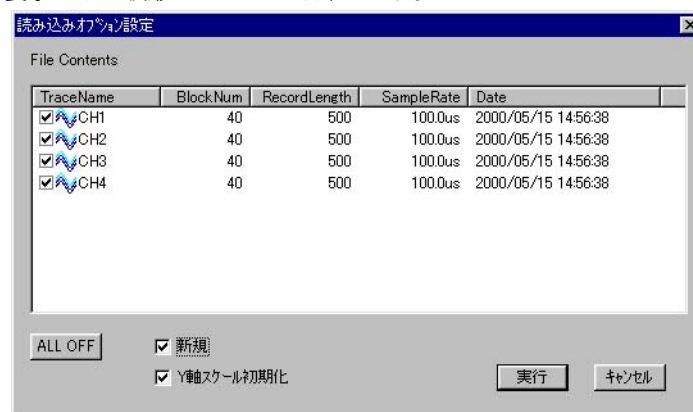 読み込みｵﾌﾟｼｮﾝ設定
File Contents
TraceName BlockNum RecordLength SampleRate Date
CH1 40 500 100.0us 2000/05/15 14:56:38
CH2 40 500 100.0us 2000/05/15 14:56:38
CH3 40 500 100.0us 2000/05/15 14:56:38
CH4 40 500 100.0us 2000/05/15 14:56:38
ALL OFF 新規
Y軸ｽｹｰﾙ初期化
実行 ｷｬﾝｾﾙ